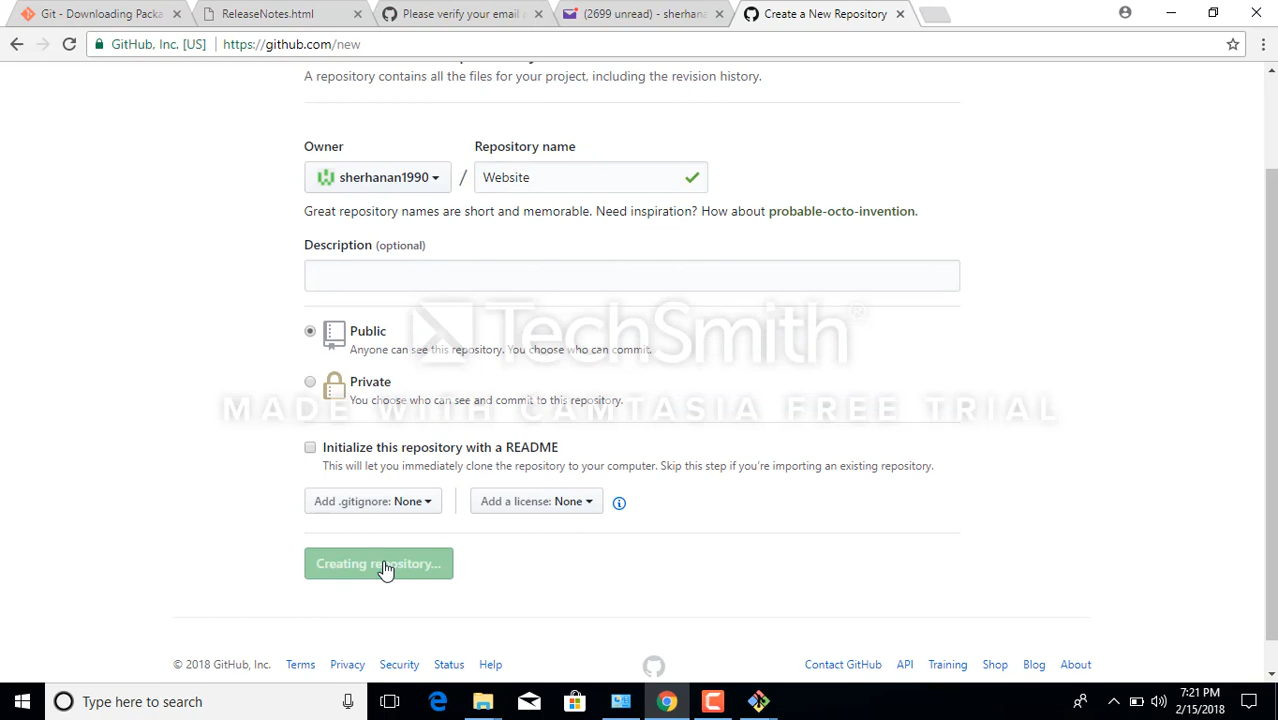 Git - Downloading Packa
ReleaseNotes.html
Please verify your email a
(2699 unread) - sherhana
Create a New Repository
GitHub, Inc. [US]
https://github.com/new
A repository contains all the files for your project, including the revision history.
Owner
Repository name
sherhanan1990
/
Website
Great repository names are short and memorable. Need inspiration? How about probable-octo-invention.
Description (optional)
TechSmith®
Public
Anyone can see this repository. You choose who can commit.
Private
You choose who can see and commit to this repository.
MADE WITH CAMTASIA FREE TRIAL
Initialize this repository with a README
This will let you immediately clone the repository to your computer. Skip this step if you're importing an existing repository.
Add .gitignore: None
Add a license: None
Creating repository...
© 2018 GitHub, Inc.
Terms
Privacy
Security
Status
Help
Contact GitHub
API
Training
Shop
Blog
About
Type here to search
7:21 PM
2/15/2018